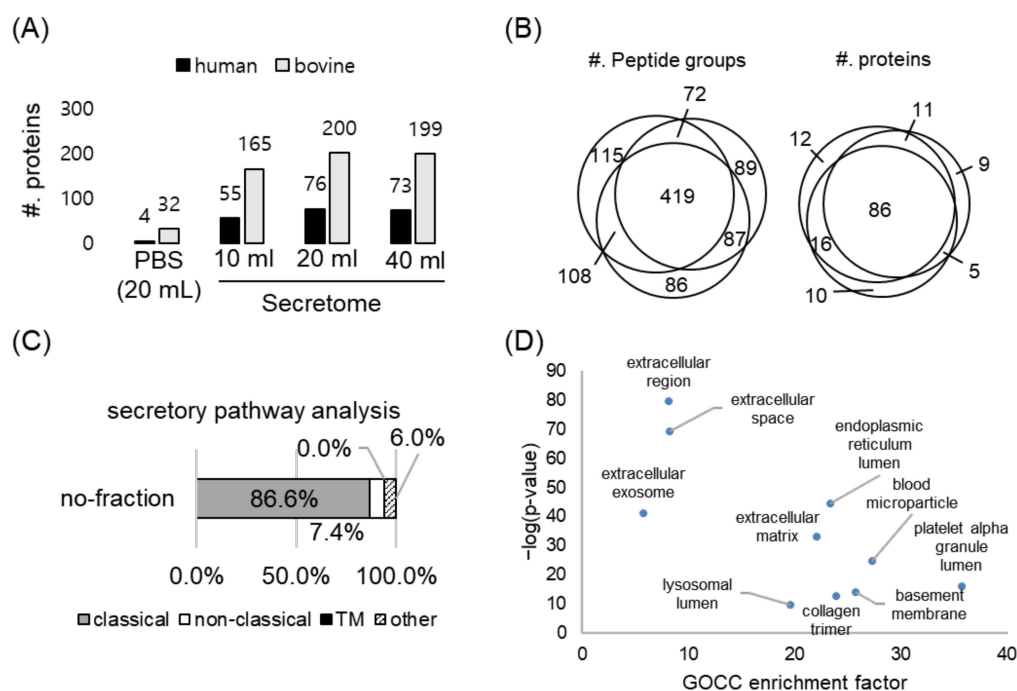 (A)
human bovine
#. proteins
300
200
100
0
4 32
55 165
76 200
73 199
PBS
(20 mL)
10 ml 20 ml 40 ml
Secretome
(B)
#. Peptide groups
72
115
89
419
87
108
86
#. proteins
11
12
9
86
16
5
10
(C)
secretory pathway analysis
0.0% 6.0%
no-fraction
86.6%
7.4%
0.0% 50.0% 100.0%
classical non-classical TM other
(D)
−log(p-value)
90
80
70
60
50
40
30
20
10
0
extracellular
region
extracellular
space
endoplasmic
reticulum
lumen
extracellular
exosome
blood
microparticle
extracellular
matrix
platelet alpha
granule
lumen
lysosomal
lumen
collagen
trimer
basement
membrane
0 10 20 30 40
GOCC enrichment factor